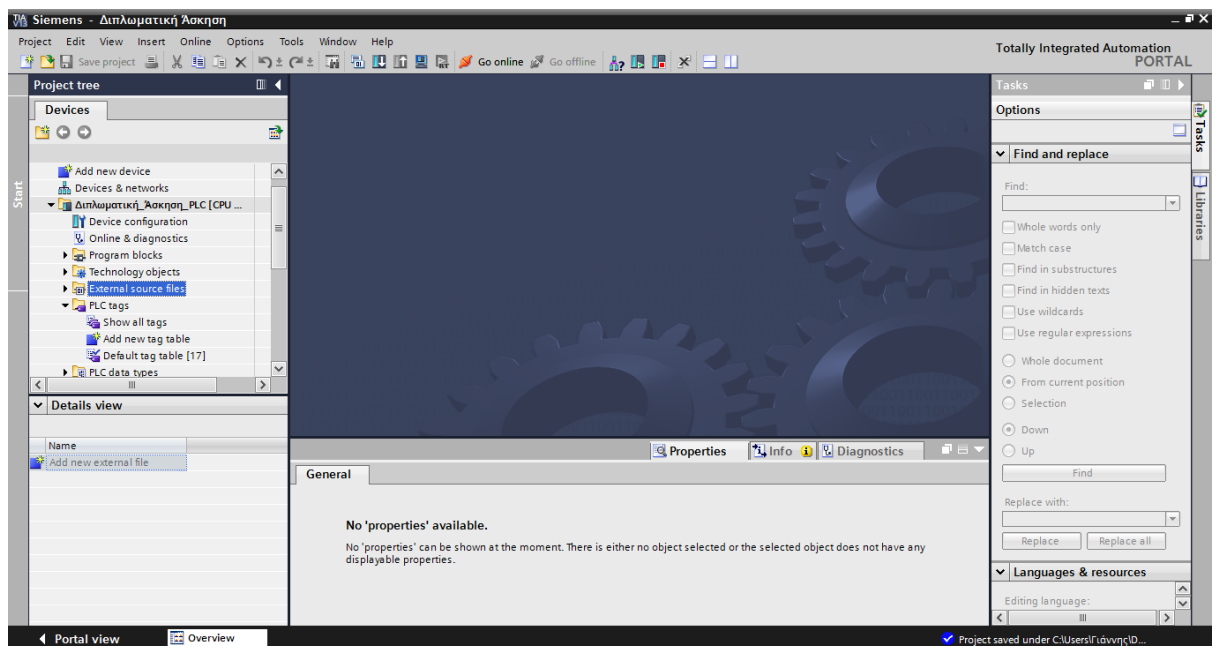 Siemens - Διπλωματική Άσκηση
Project Edit View Insert Online Options Tools Window Help
Totally Integrated Automation
PORTAL
Save project Go online Go offline
Project tree
Devices
Start
Add new device
Devices & networks
Διπλωματική_Άσκηση_PLC [CPU ...
Device configuration
Online & diagnostics
Program blocks
Technology objects
External source files
PLC tags
Show all tags
Add new tag table
Default tag table [17]
PLC data types
Details view
Name
Add new external file
Properties Info Diagnostics
General
No 'properties' available.
No 'properties' can be shown at the moment. There is either no object selected or the selected object does not have any
displayable properties.
Tasks
Options
Find and replace
Find:
Whole words only
Match case
Find in substructures
Find in hidden texts
Use wildcards
Use regular expressions
Whole document
From current position
Selection
Down
Up
Find
Replace with:
Replace Replace all
Languages & resources
Editing language:
Tasks
Libraries
Portal view Overview
Project saved under C:\Users\Γιάννης\D...